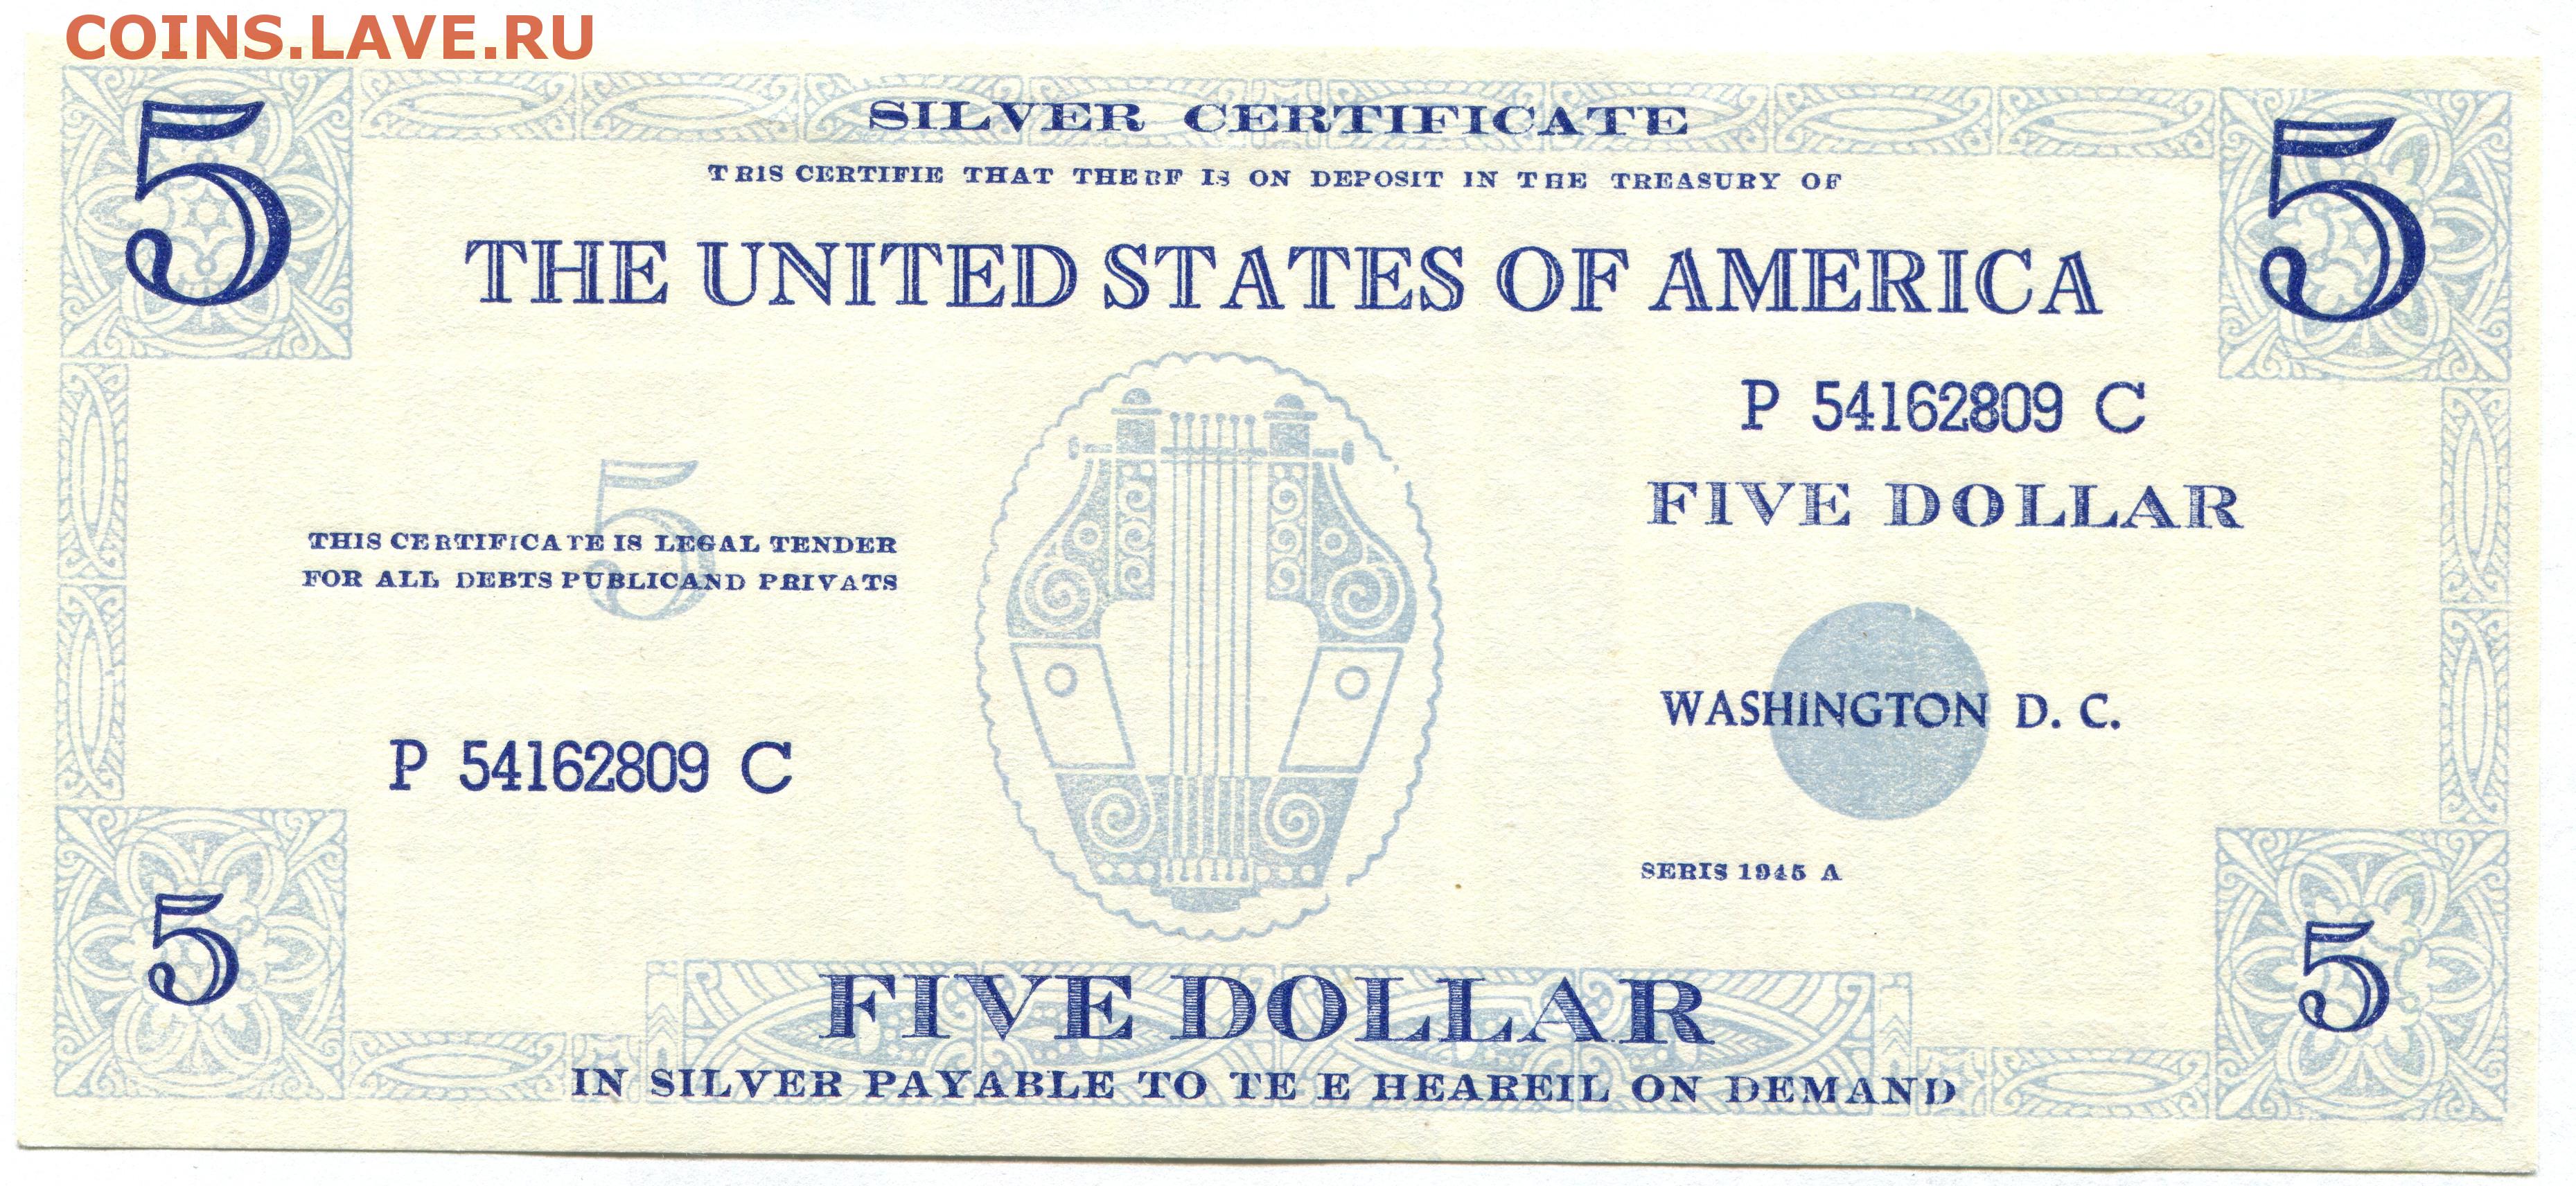 COINS.LAVE.RU
5 SILVER CERTIFICATE 5
TRIS CERTIFIE THAT THERF IS ON DEPOSIT IN THE TREASURY OF
THE UNITED STATES OF AMERICA
P 54162809 C
FIVE DOLLAR
5
THIS CERTIFICATE IS LEGAL TENDER
FOR ALL DEBTS PUBLICAND PRIVATS
WASHINGTON D. C.
P 54162809 C
SERIS 1945 A
5 FIVE DOLLAR 5
IN SILVER PAYABLE TO TE E HEAREIL ON DEMAND